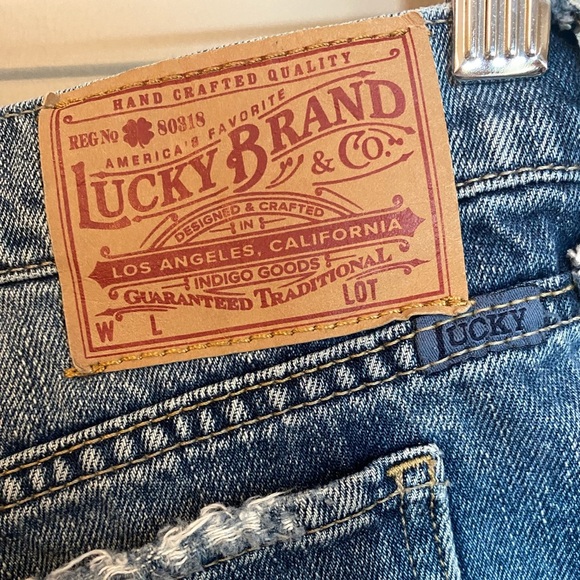 HAND CRAFTED QUALITY
REG No 80318
AMERICA'S FAVORITE
LUCKY BRAND & Co.
DESIGNED & CRAFTED
IN
LOS ANGELES, CALIFORNIA
INDIGO GOODS
GUARANTEED TRADITIONAL
W L LOT
LUCKY